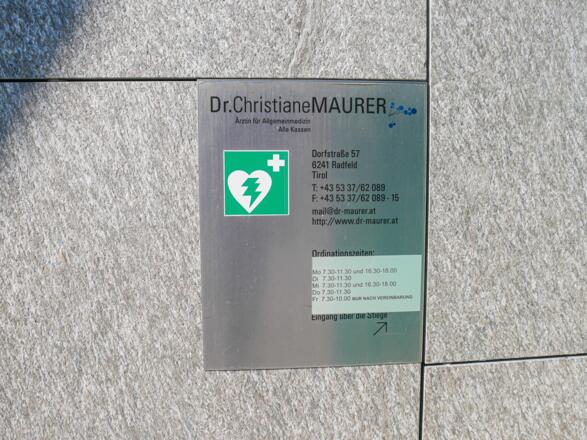 Dr.ChristianeMAURER
Ärztin für Allgemeinmedizin
Alle Kassen
Dorfstraße 57
6241 Radfeld
Tirol
T: +43 53 37/62 089
F: +43 53 37/62 089 - 15
mail@dr-maurer.at
http://www.dr-maurer.at
Ordinationszeiten:
Mo 7.30-11.30 und 16.30-18.00
Di 7.30-11.30
Mi 7.30-11.30 und 16.30-18.00
Do 7.30-11.30
Fr 7.30-10.00 NUR NACH VEREINBARUNG
Eingang über die Stiege